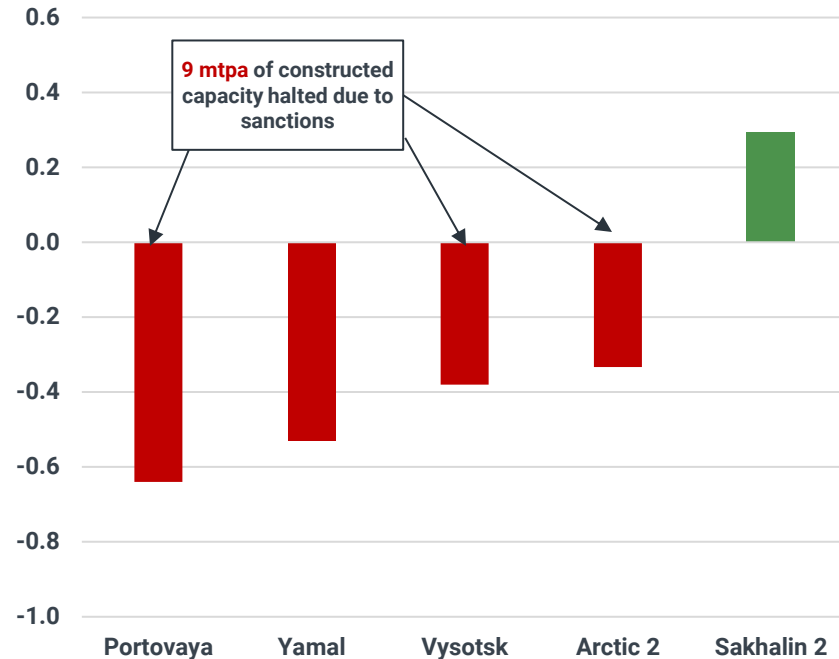 0.6
9 mtpa of constructed
capacity halted due to
sanctions
0.4
0.2
0.0
-0.2
-0.4
-0.6
-0.8
-1.0
Portovaya Yamal Vysotsk Arctic 2 Sakhalin 2